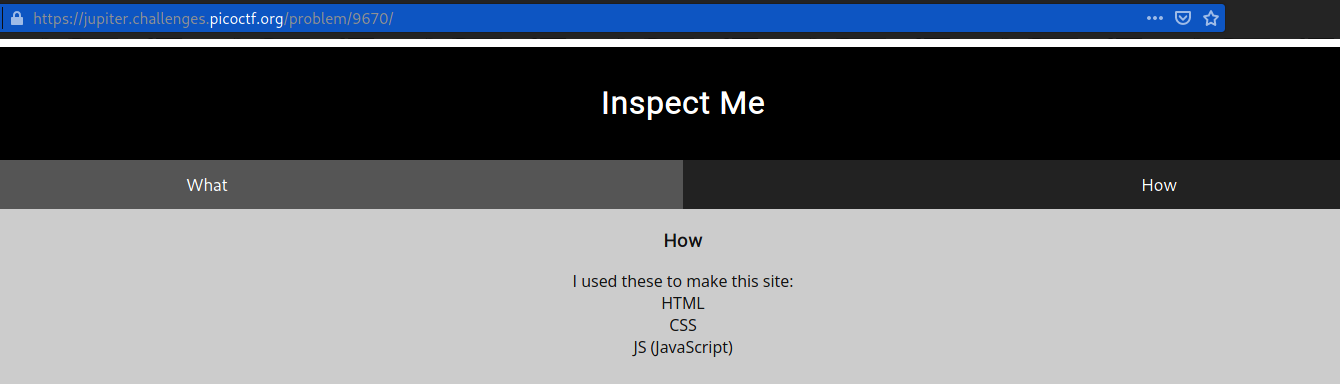 https://jupiter.challenges.picoctf.org/problem/9670/
Inspect Me
What How
How
I used these to make this site:
HTML
CSS
JS (JavaScript)